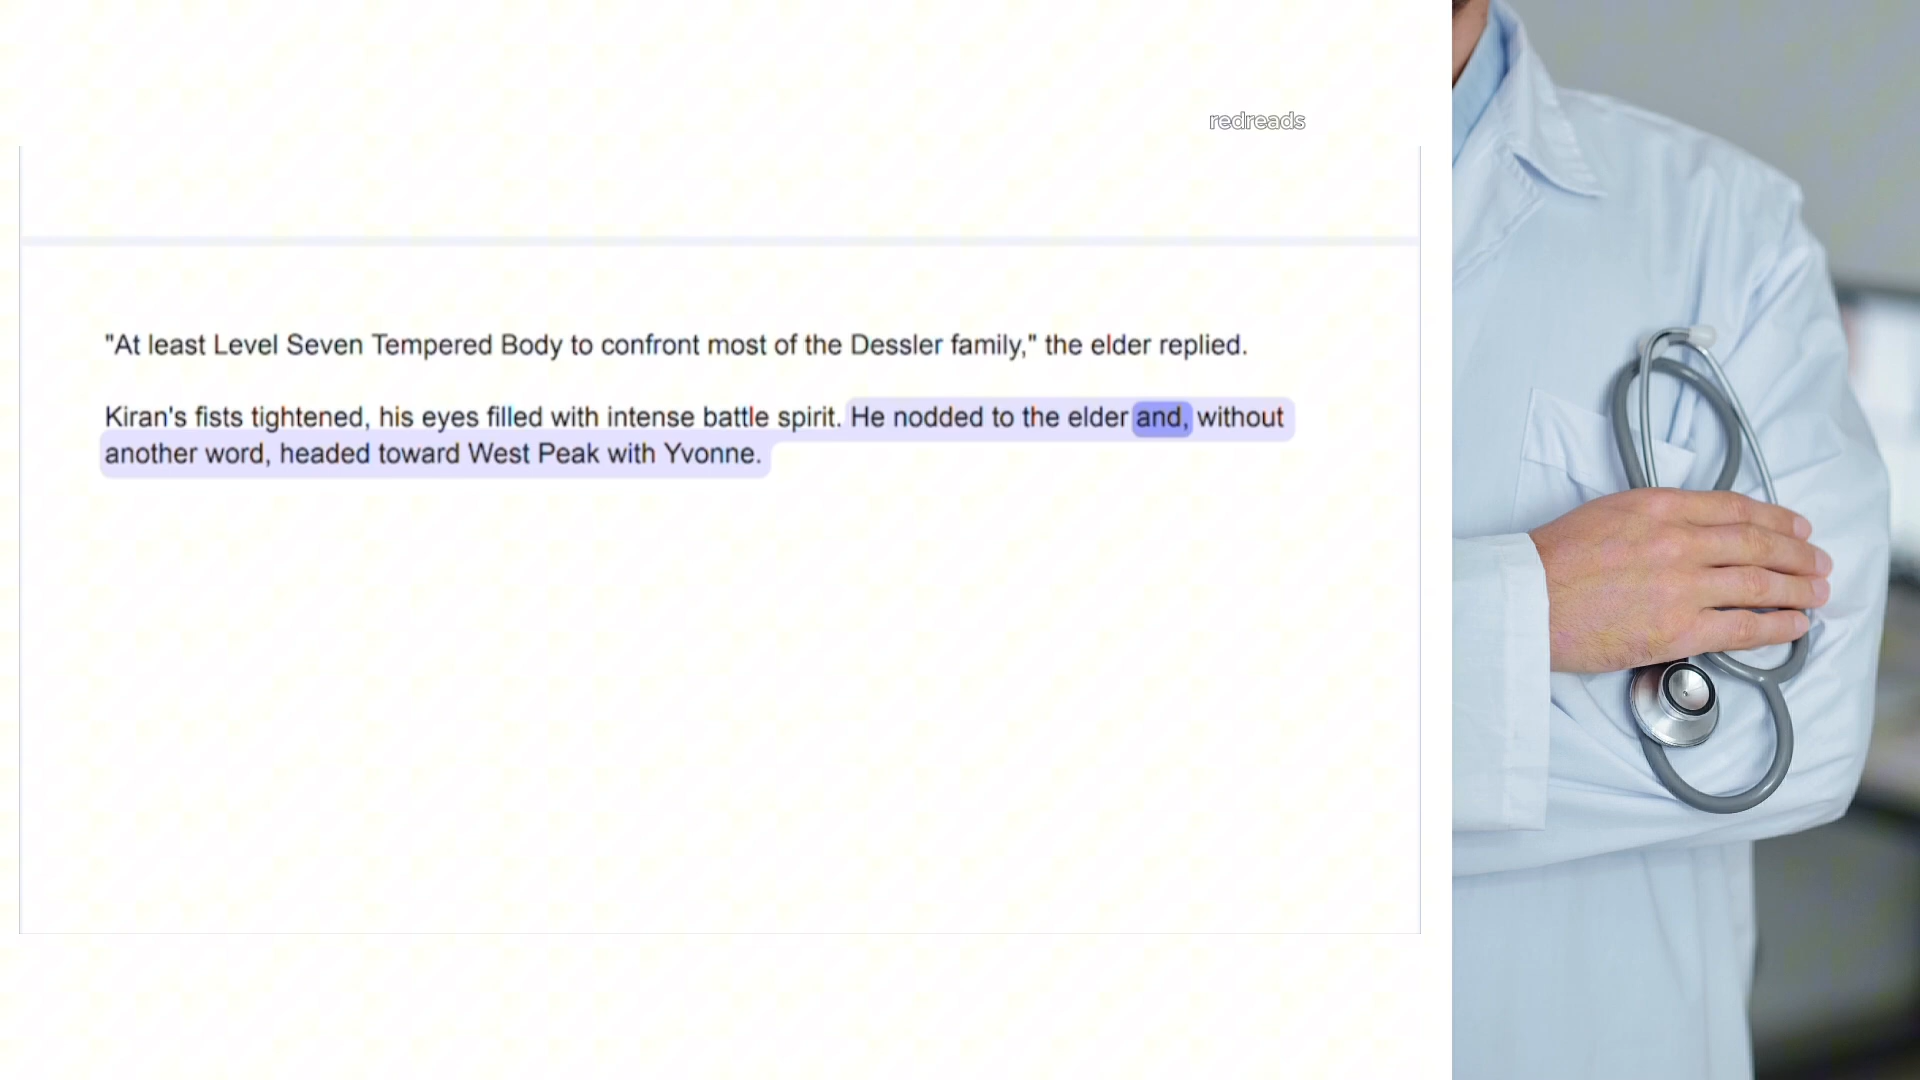 redreads
"At least Level Seven Tempered Body to confront most of the Dessler family," the elder replied.
Kiran's fists tightened, his eyes filled with intense battle spirit. He nodded to the elder and, without
another word, headed toward West Peak with Yvonne.